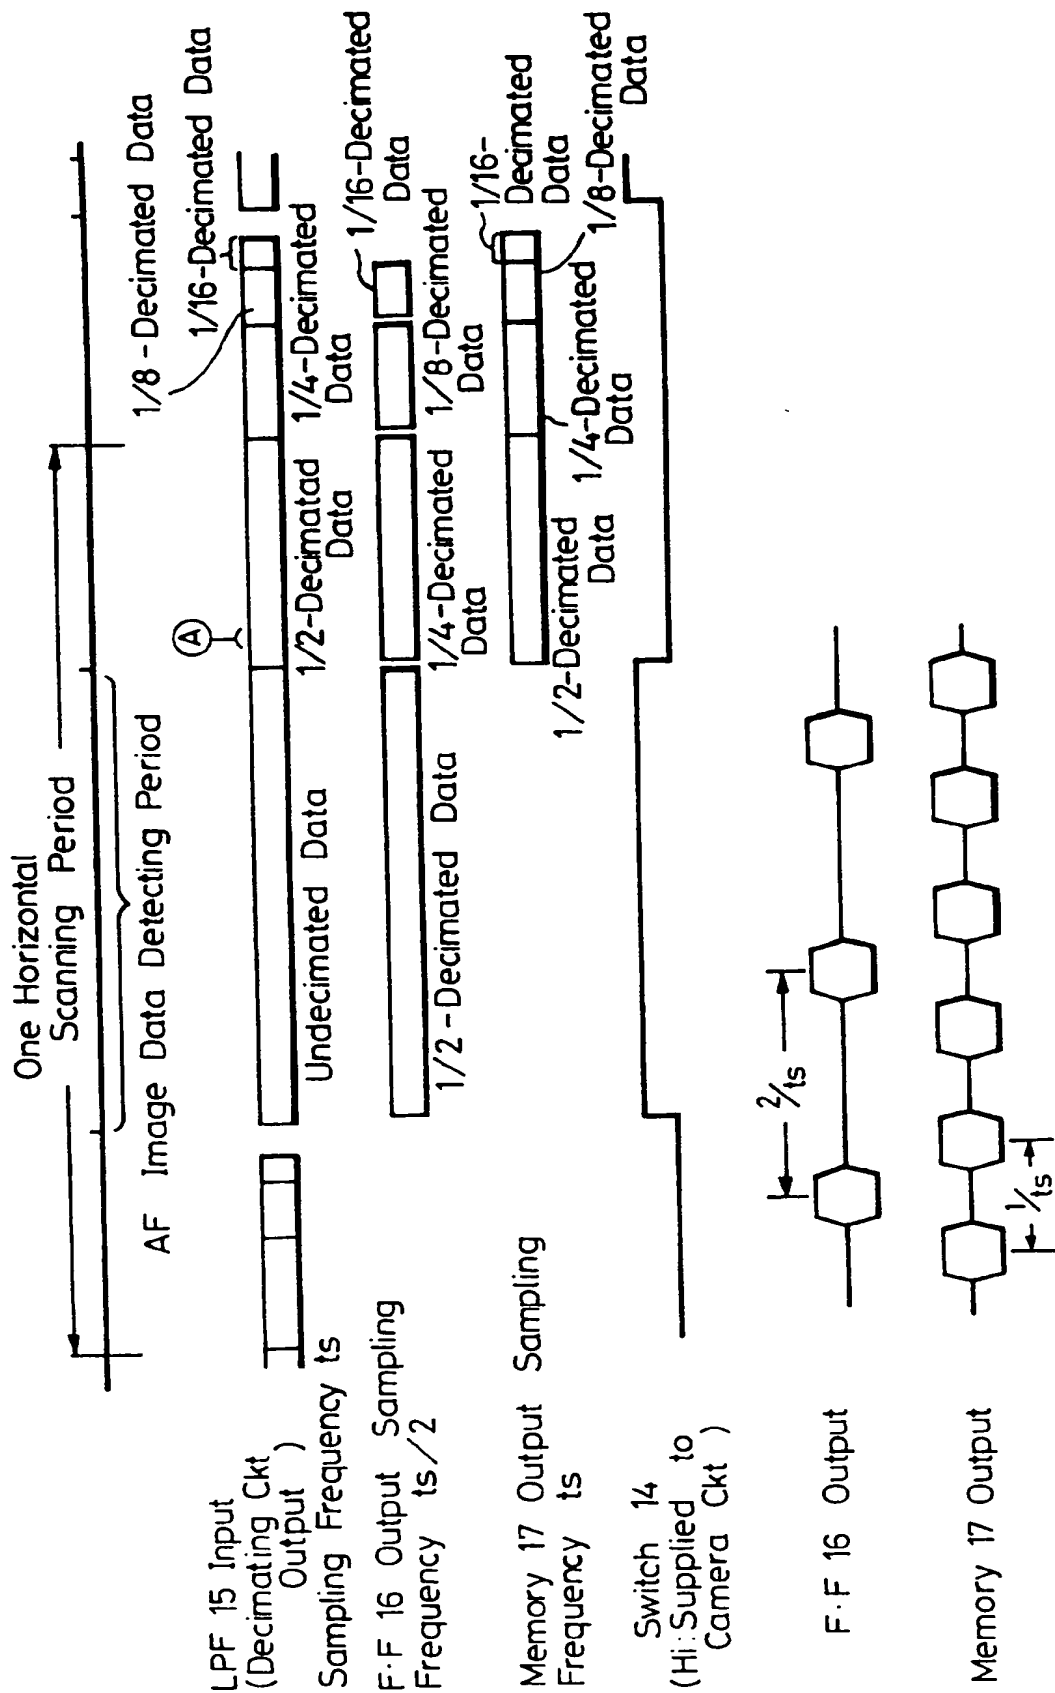 One Horizontal
Scanning Period
AF Image Data Detecting Period
1/8-Decimated Data
1/16-Decimated Data
LPF 15 Input
(Decimating Ckt
Output )
Sampling Frequency ts
A
Undecimated Data
1/2-Decimatad
Data
1/4-Decimated
Data
F·F 16 Output Sampling
Frequency ts/2
1/2-Decimated Data
1/4-Decimated
Data
1/8-Decimated
Data
1/16-Decimated
Data
Memory 17 Output Sampling
Frequency ts
1/2-Decimated
Data
1/4-Decimated
Data
1/16-
Decimated
Data
1/8-Decimated
Data
Switch 14
(Hi:Supplied to
Camera Ckt )
F·F 16 Output
2/ts
Memory 17 Output
1/ts